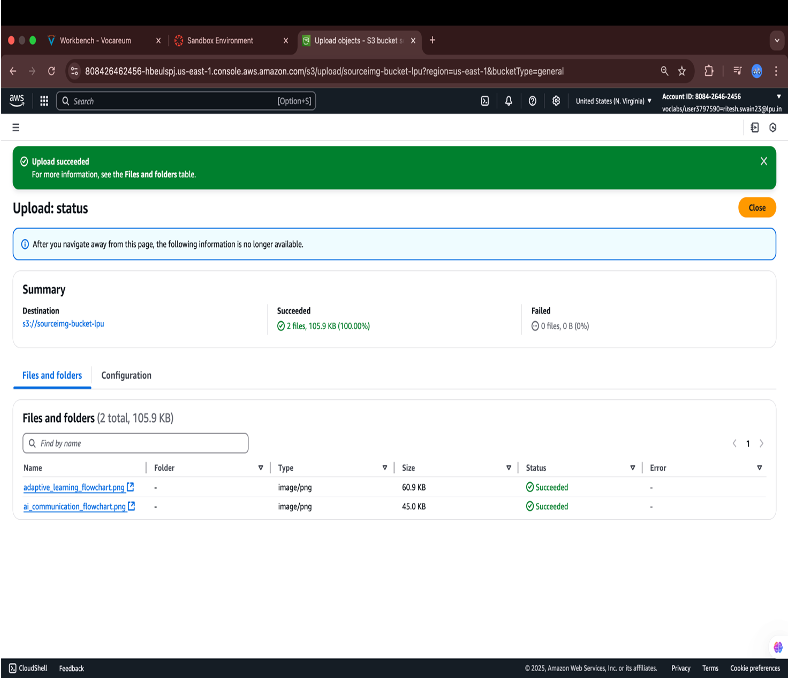 Workbench - Vocareum
Sandbox Environment
Upload objects - S3 bucket s
808426462456-hbeulspj.us-east-1.console.aws.amazon.com/s3/upload/sourceimg-bucket-lpu?region=us-east-1&bucketType=general
aws
Search
[Option+S]
United States (N. Virginia)
Account ID: 8084-2646-2456
voclabs/user3797590=ritesh.swain23@lpu.in
Upload succeeded
For more information, see the Files and folders table.
Upload: status
Close
After you navigate away from this page, the following information is no longer available.
Summary
Destination
Succeeded
Failed
s3://sourceimg-bucket-lpu
2 files, 105.9 KB (100.00%)
0 files, 0 B (0%)
Files and folders
Configuration
Files and folders (2 total, 105.9 KB)
Find by name
1
Name Folder Type Size Status Error
adaptive_learning_flowchart.png - image/png 60.9 KB Succeeded -
ai_communication_flowchart.png - image/png 45.0 KB Succeeded -
CloudShell Feedback © 2025, Amazon Web Services, Inc. or its affiliates. Privacy Terms Cookie preferences